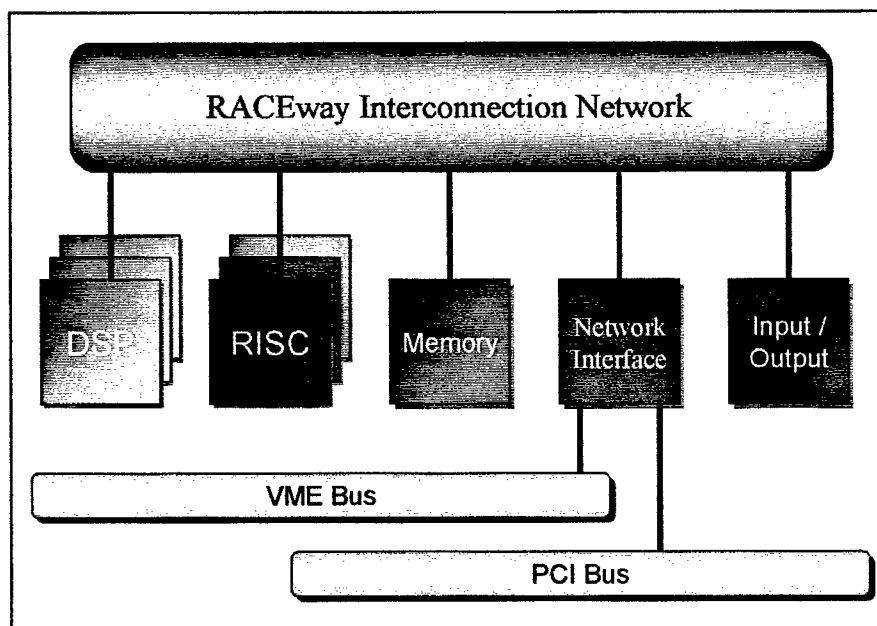 RACEway Interconnection Network
DSP
RISC
Memory
Network
Interface
Input /
Output
VME Bus
PCI Bus